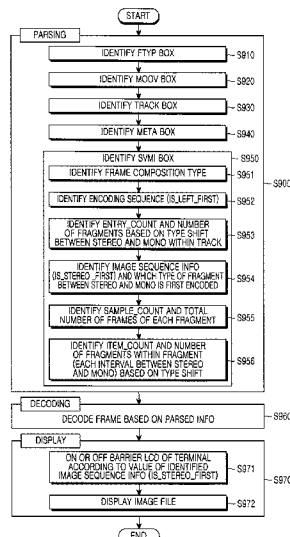 START
PARSING
IDENTIFY FTYP BOX
S910
IDENTIFY MOOV BOX
S920
IDENTIFY TRACK BOX
S930
IDENTIFY META BOX
S940
IDENTIFY SVMI BOX
S950
IDENTIFY FRAME COMPOSITION TYPE
S951
IDENTIFY ENCODING SEQUENCE (IS_LEFT_FIRST)
S952
IDENTIFY ENTRY_COUNT AND NUMBER
OF FRAGMENTS BASED ON TYPE SHIFT
BETWEEN STEREO AND MONO WITHIN TRACK
S953
IDENTIFY IMAGE SEQUENCE INFO
(IS_STEREO_FIRST) AND WHICH TYPE OF FRAGMENT
BETWEEN STEREO AND MONO IS FIRST ENCODED
S954
IDENTIFY SAMPLE_COUNT AND TOTAL
NUMBER OF FRAMES OF EACH FRAGMENT
S955
IDENTIFY ITEM_COUNT AND NUMBER
OF FRAGMENTS WITHIN FRAGMENT
(EACH INTERVAL BETWEEN STEREO
AND MONO) BASED ON TYPE SHIFT
S956
S900
DECODING
DECODE FRAME BASED ON PARSED INFO
S960
DISPLAY
ON OR OFF BARRIER LCD OF TERMINAL
ACCORDING TO VALUE OF IDENTIFIED
IMAGE SEQUENCE INFO (IS_STEREO_FIRST)
S971
DISPLAY IMAGE FILE
S972
S970
END